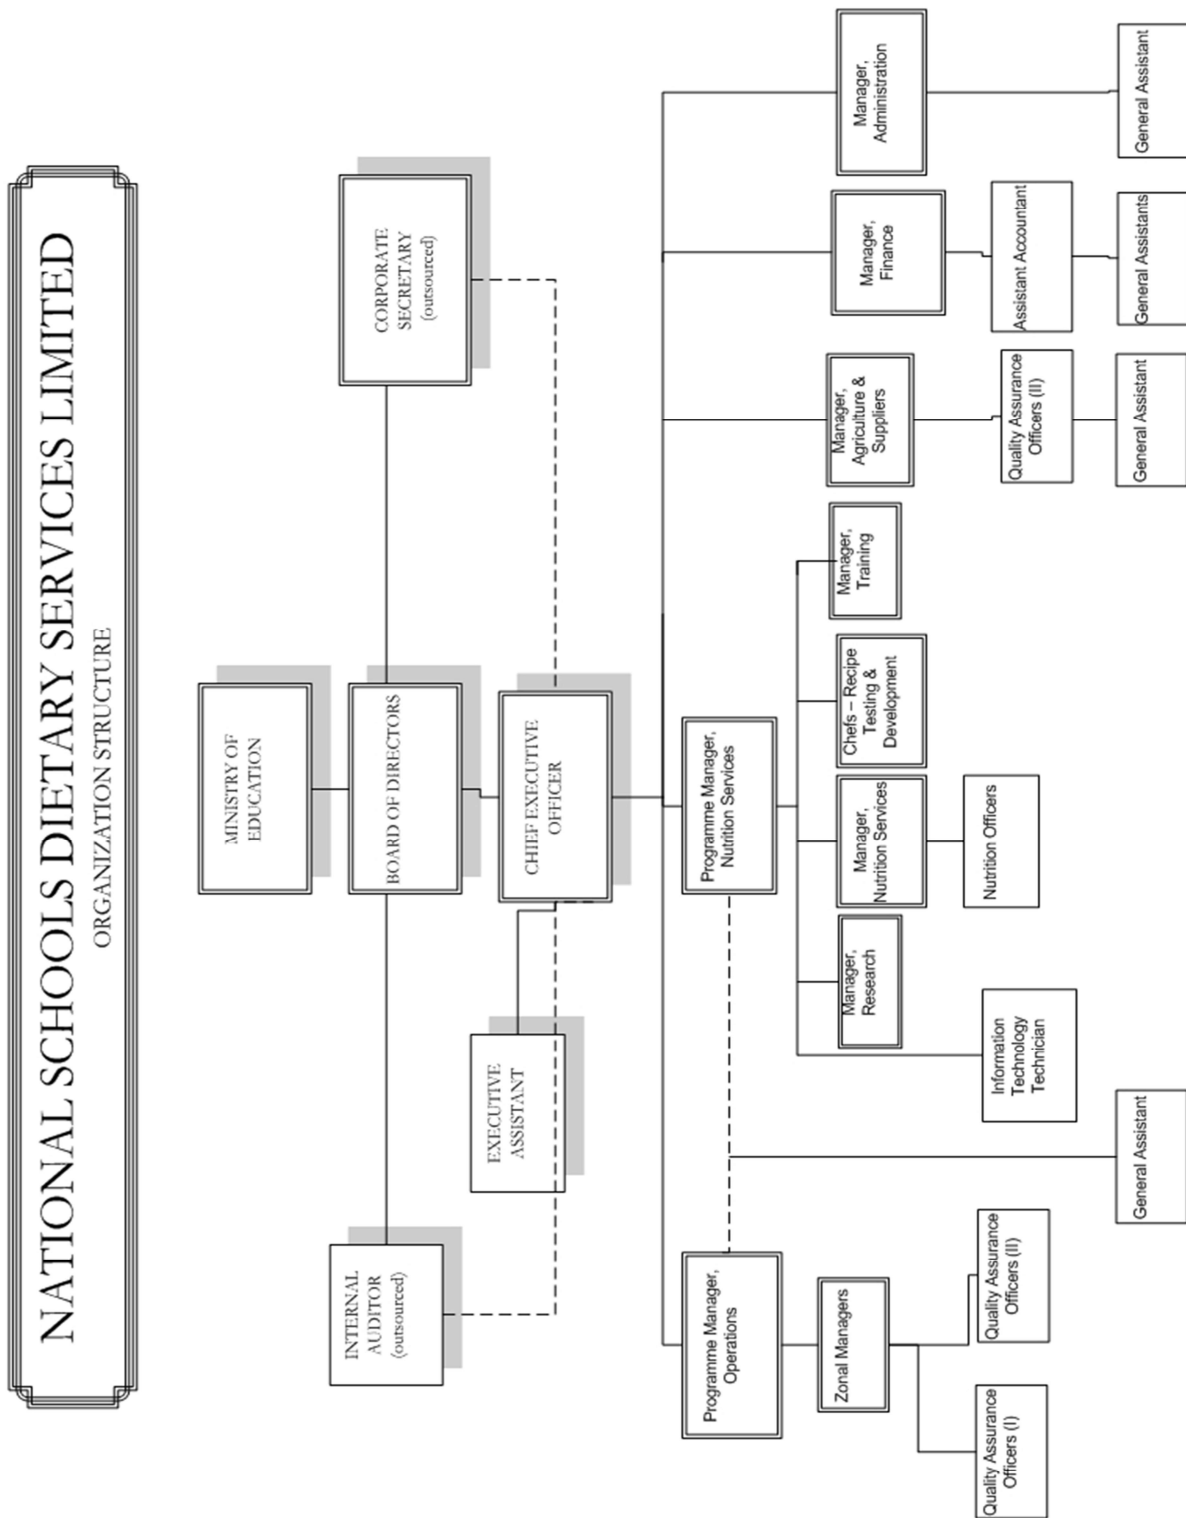 NATIONAL SCHOOLS DIETARY SERVICES LIMITED
ORGANIZATION STRUCTURE
MINISTRY OF
EDUCATION
INTERNAL
AUDITOR
(outsourced)
BOARD OF DIRECTORS
CORPORATE
SECRETARY
(outsourced)
EXECUTIVE
ASSISTANT
CHIEF EXECUTIVE
OFFICER
Programme Manager,
Operations
Programme Manager,
Nutrition Services
Zonal Managers
Manager,
Research
Manager,
Nutrition Services
Chefs – Recipe
Testing &
Development
Manager,
Training
Manager,
Agriculture &
Suppliers
Manager,
Finance
Manager,
Administration
Quality Assurance
Officers (I)
Quality Assurance
Officers (II)
Information
Technology
Technician
Nutrition Officers
Quality Assurance
Officers (II)
Assistant Accountant
General Assistant
General Assistant
General Assistants
General Assistant